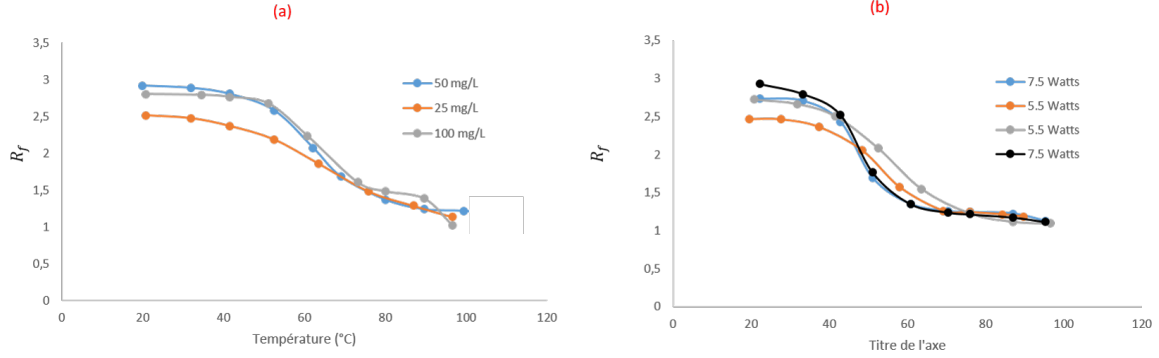 (a)
3,5
3
2,5
2
1,5
1
0,5
0
0
20
40
60
80
100
120
R_f
Température (°C)
50 mg/L
25 mg/L
100 mg/L
(b)
3,5
3
2,5
2
1,5
1
0,5
0
0
20
40
60
80
100
120
R_f
Titre de l'axe
7.5 Watts
5.5 Watts
5.5 Watts
7.5 Watts